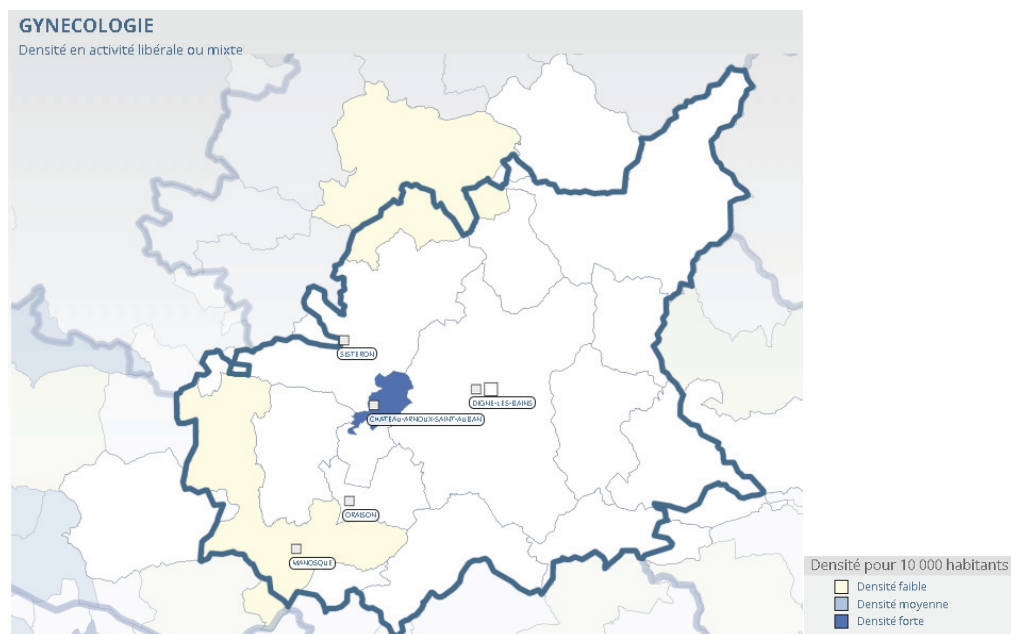 GYNECOLOGIE
Densité en activité libérale ou mixte
SISTERON
DIGNE-LES-BAINS
CHATEAU-ARNOUX-SAINT-AUBAN
ORAISON
MANOSQUE
Densité pour 10 000 habitants
Densité faible
Densité moyenne
Densité forte